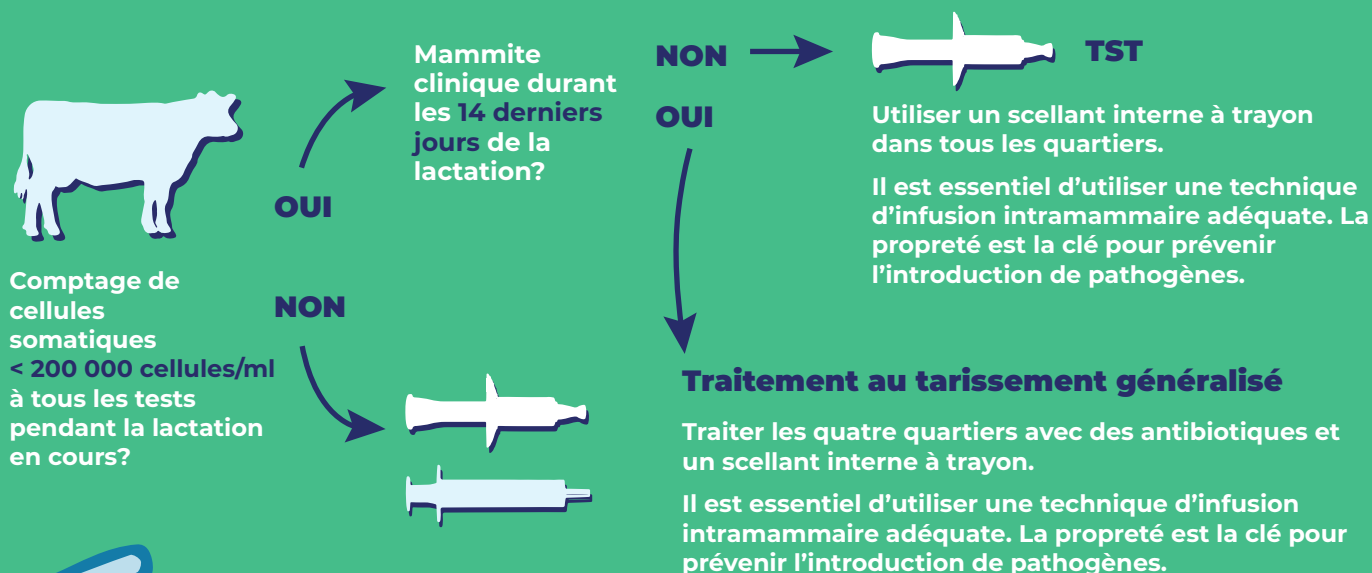 Comptage de
cellules
somatiques
< 200 000 cellules/ml
à tous les tests
pendant la lactation
en cours?
OUI
NON
Mammite
clinique durant
les 14 derniers
jours de la
lactation?
NON
OUI
TST
Utiliser un scellant interne à trayon
dans tous les quartiers.
Il est essentiel d’utiliser une technique
d’infusion intramammaire adéquate. La
propreté est la clé pour prévenir
l’introduction de pathogènes.
Traitement au tarissement généralisé
Traiter les quatre quartiers avec des antibiotiques et
un scellant interne à trayon.
Il est essentiel d’utiliser une technique d’infusion
intramammaire adéquate. La propreté est la clé pour
prévenir l’introduction de pathogènes.